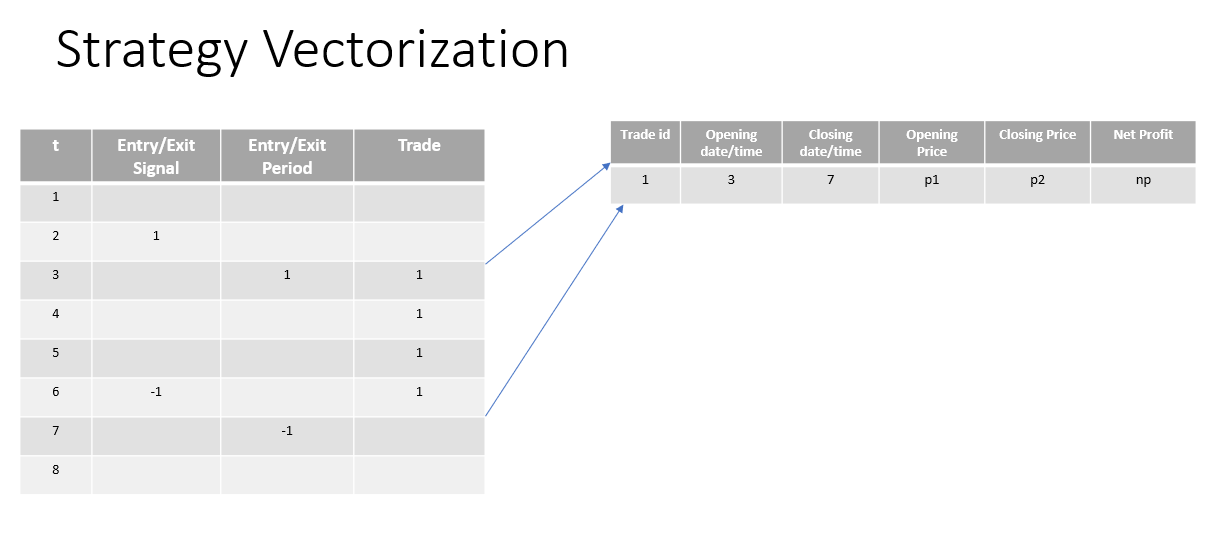 Strategy Vectorization
t Entry/Exit Signal Entry/Exit Period Trade
1
2 1
3 1 1
4 1
5 1
6 -1 1
7 -1
8
Trade id Opening date/time Closing date/time Opening Price Closing Price Net Profit
1 3 7 p1 p2 np